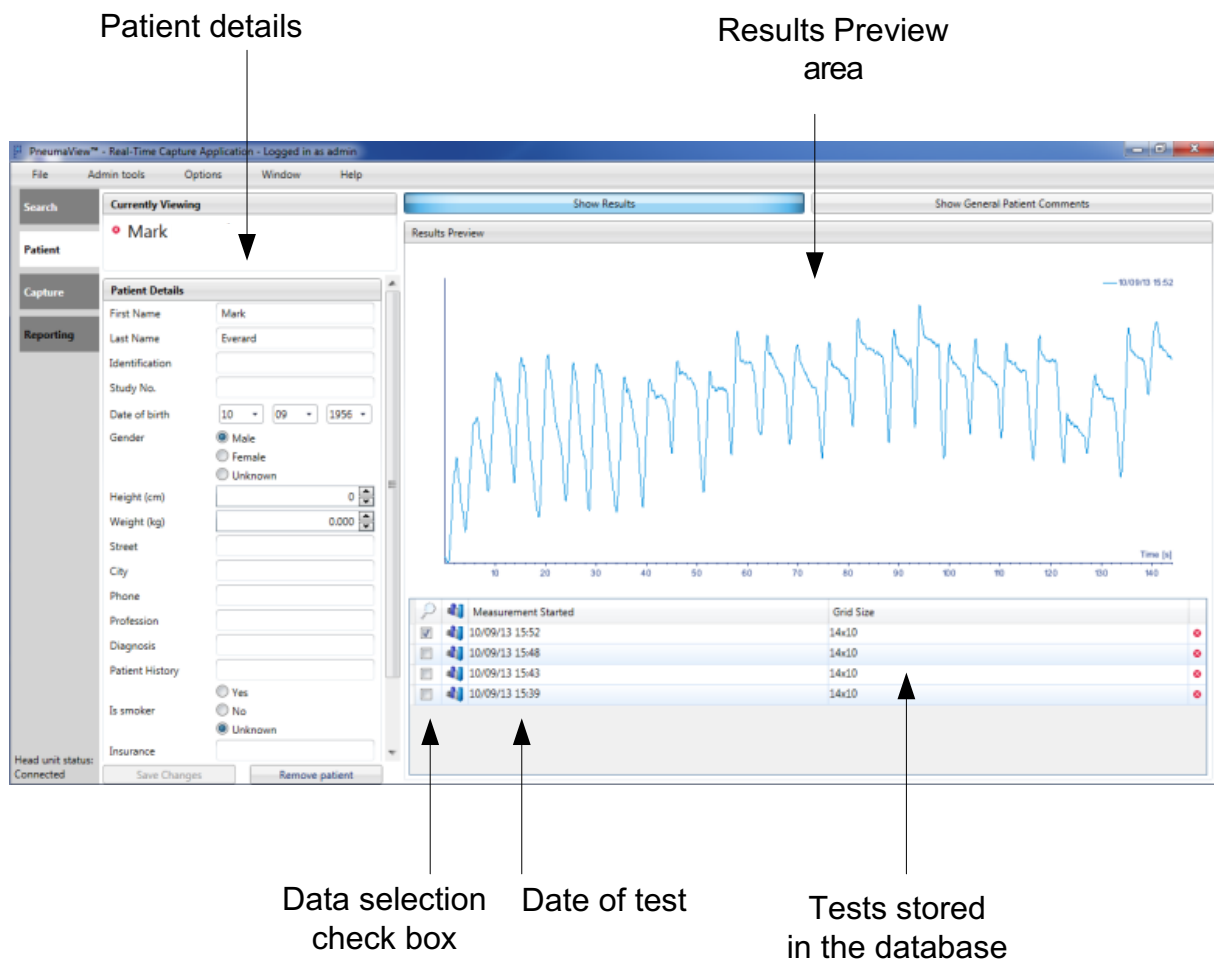 Patient details
Results Preview
area
PneumaView™ - Real-Time Capture Application - Logged in as admin
File Admin tools Options Window Help
Search
Patient
Capture
Reporting
Head unit status:
Connected
Currently Viewing
Mark
Patient Details
First Name Mark
Last Name Everard
Identification
Study No.
Date of birth 10 09 1956
Gender Male
Female
Unknown
Height (cm) 0
Weight (kg) 0.000
Street
City
Phone
Profession
Diagnosis
Patient History
Yes
Is smoker No
Unknown
Insurance
Save Changes Remove patient
Show Results Show General Patient Comments
Results Preview
10/09/13 15:52
Time [s]
10 20 30 40 50 60 70 80 90 100 110 120 130 140
Measurement Started Grid Size
10/09/13 15:52 14x10
10/09/13 15:48 14x10
10/09/13 15:43 14x10
10/09/13 15:39 14x10
Data selection
check box
Date of test
Tests stored
in the database